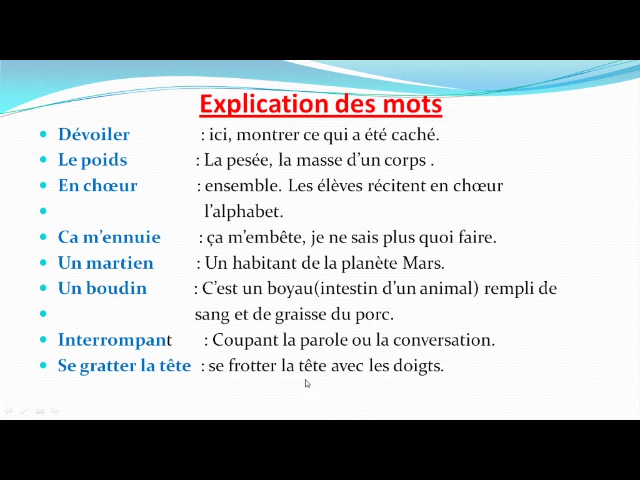 Explication des mots
Dévoiler : ici, montrer ce qui a été caché.
Le poids : La pesée, la masse d'un corps .
En chœur : ensemble. Les élèves récitent en chœur
l'alphabet.
Ca m'ennuie : ça m'embête, je ne sais plus quoi faire.
Un martien : Un habitant de la planète Mars.
Un boudin : C'est un boyau(intestin d'un animal) rempli de
sang et de graisse du porc.
Interrompant : Coupant la parole ou la conversation.
Se gratter la tête : se frotter la tête avec les doigts.